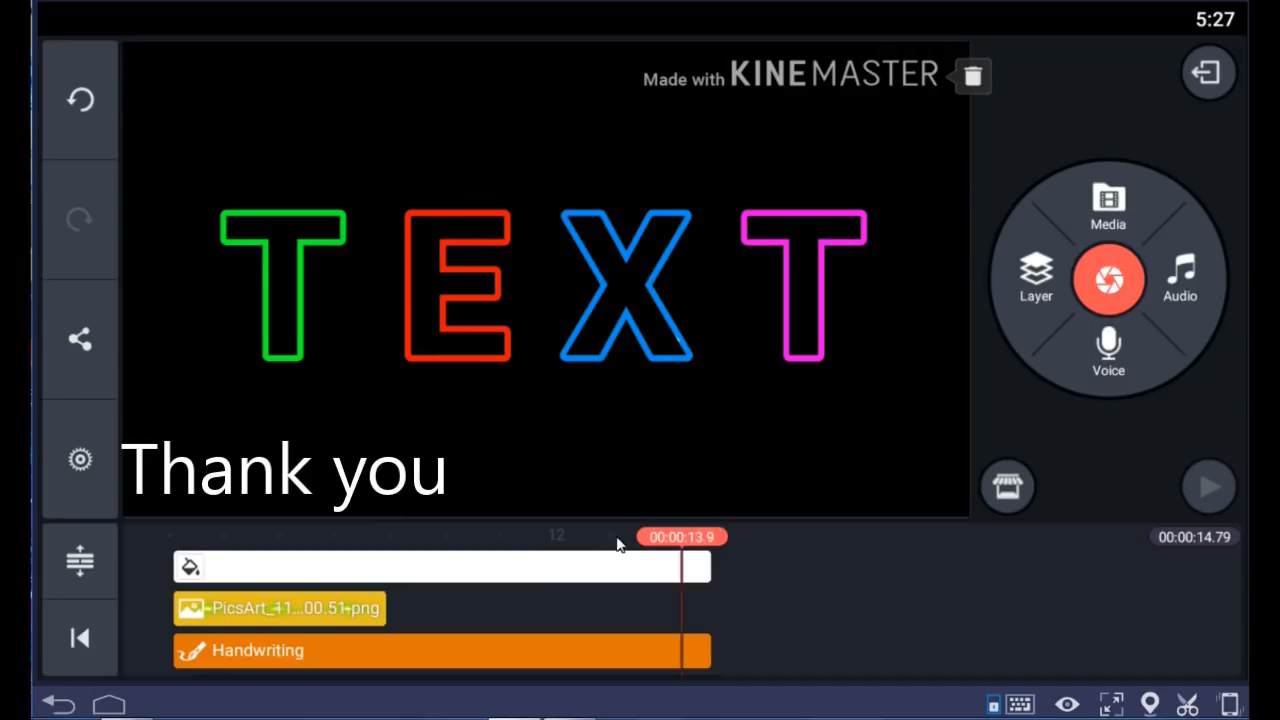 5:27
Made with KINEMASTER
Media
Layer
Audio
Voice
TEXT
Thank you
12
00:00:13.9
00:00:14.79
PicsArt_11...00.51-png
Handwriting